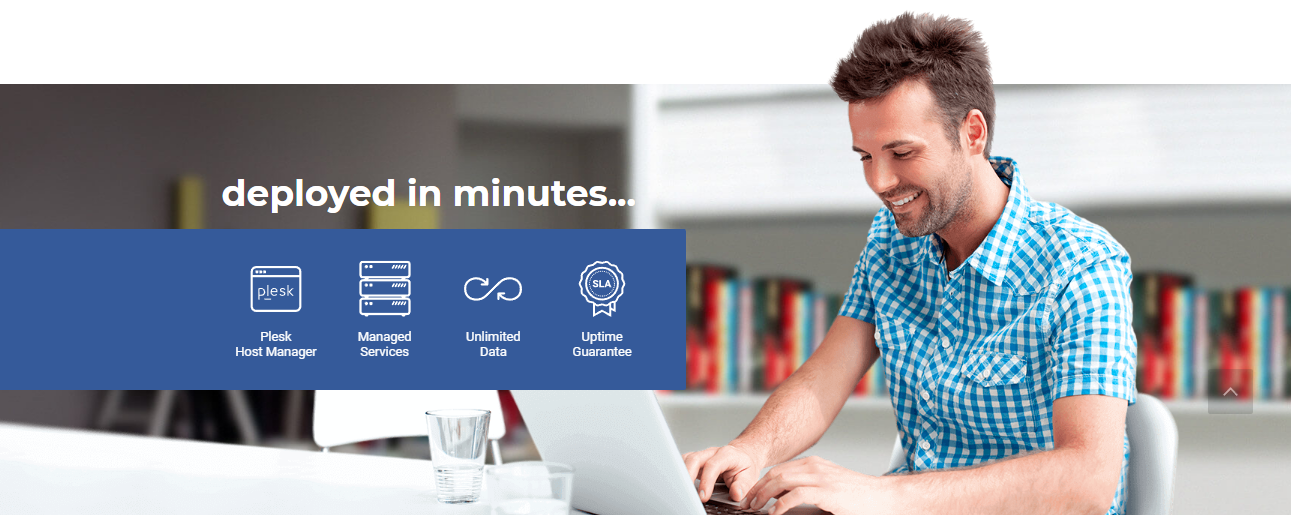 deployed in minutes...
plesk
SLA
Plesk
Host Manager
Managed
Services
Unlimited
Data
Uptime
Guarantee